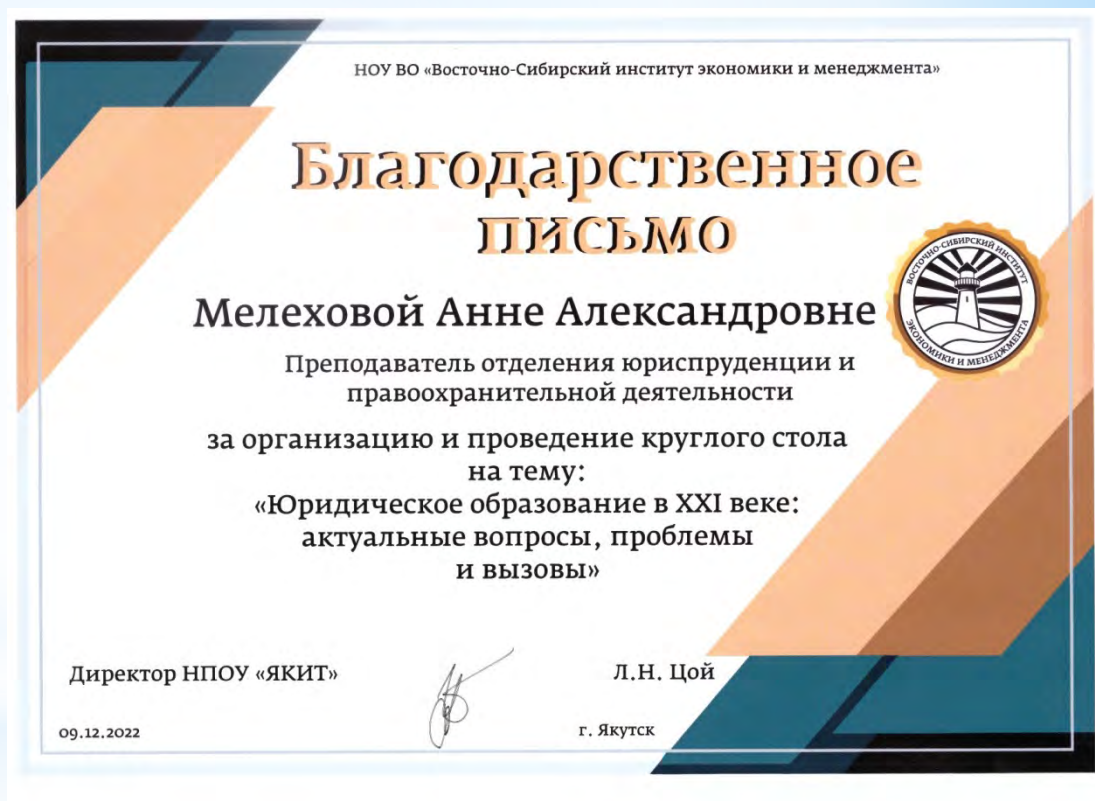 НОУ ВО «Восточно-Сибирский институт экономики и менеджмента»
Благодарственное
письмо
ВОСТОЧНО-СИБИРСКИЙ ИНСТИТУТ
ЭКОНОМИКИ И МЕНЕДЖМЕНТА
Мелеховой Анне Александровне
Преподаватель отделения юриспруденции и
правоохранительной деятельности
за организацию и проведение круглого стола
на тему:
«Юридическое образование в XXI веке:
актуальные вопросы, проблемы
и вызовы»
Директор НПОУ «ЯКИТ»
Л.Н. Цой
09.12.2022
г. Якутск